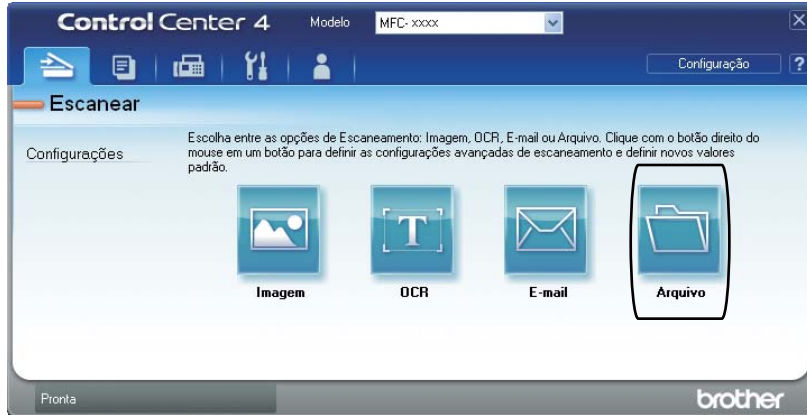 Control Center 4 Modelo MFC- xxxx X
Configuração ?
Escanear
Configurações
Escolha entre as opções de Escaneamento: Imagem, OCR, E-mail ou Arquivo. Clique com o botão direito do
mouse em um botão para definir as configurações avançadas de escaneamento e definir novos valores
padrão.
T
Imagem OCR E-mail Arquivo
Pronta brother